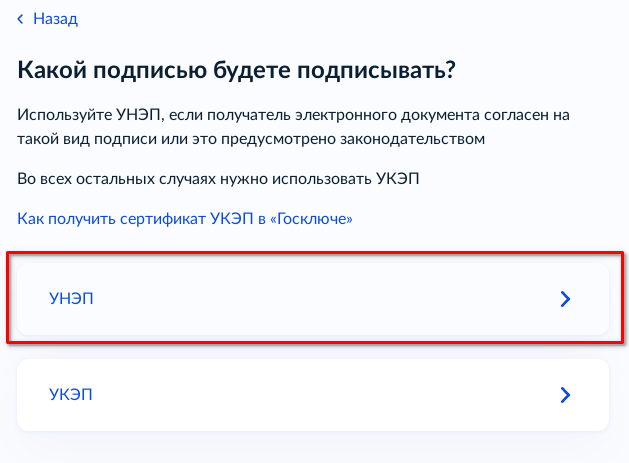 Назад
Какой подписью будете подписывать?
Используйте УНЭП, если получатель электронного документа согласен на
такой вид подписи или это предусмотрено законодательством
Во всех остальных случаях нужно использовать УКЭП
Как получить сертификат УКЭП в «Госключе»
УНЭП
УКЭП